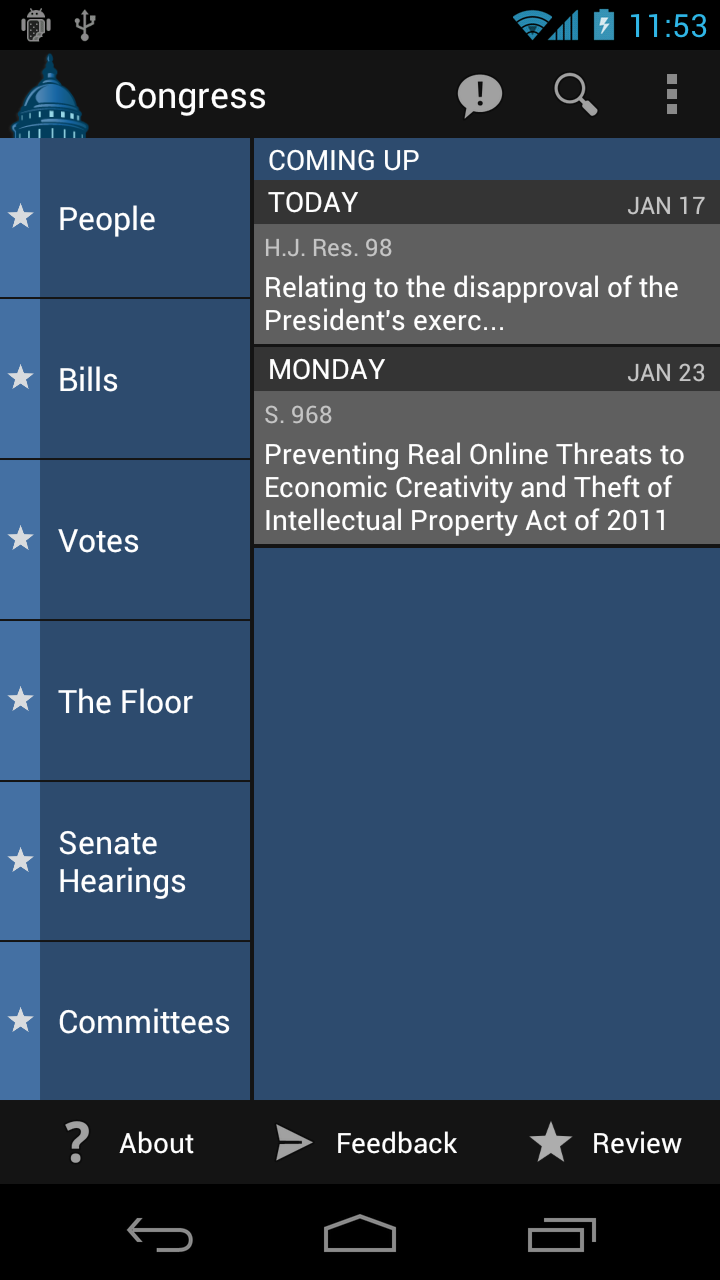 11:53
Congress
People
Bills
Votes
The Floor
Senate
Hearings
Committees
COMING UP
TODAY JAN 17
H.J. Res. 98
Relating to the disapproval of the
President's exerc...
MONDAY JAN 23
S. 968
Preventing Real Online Threats to
Economic Creativity and Theft of
Intellectual Property Act of 2011
? About Feedback Review